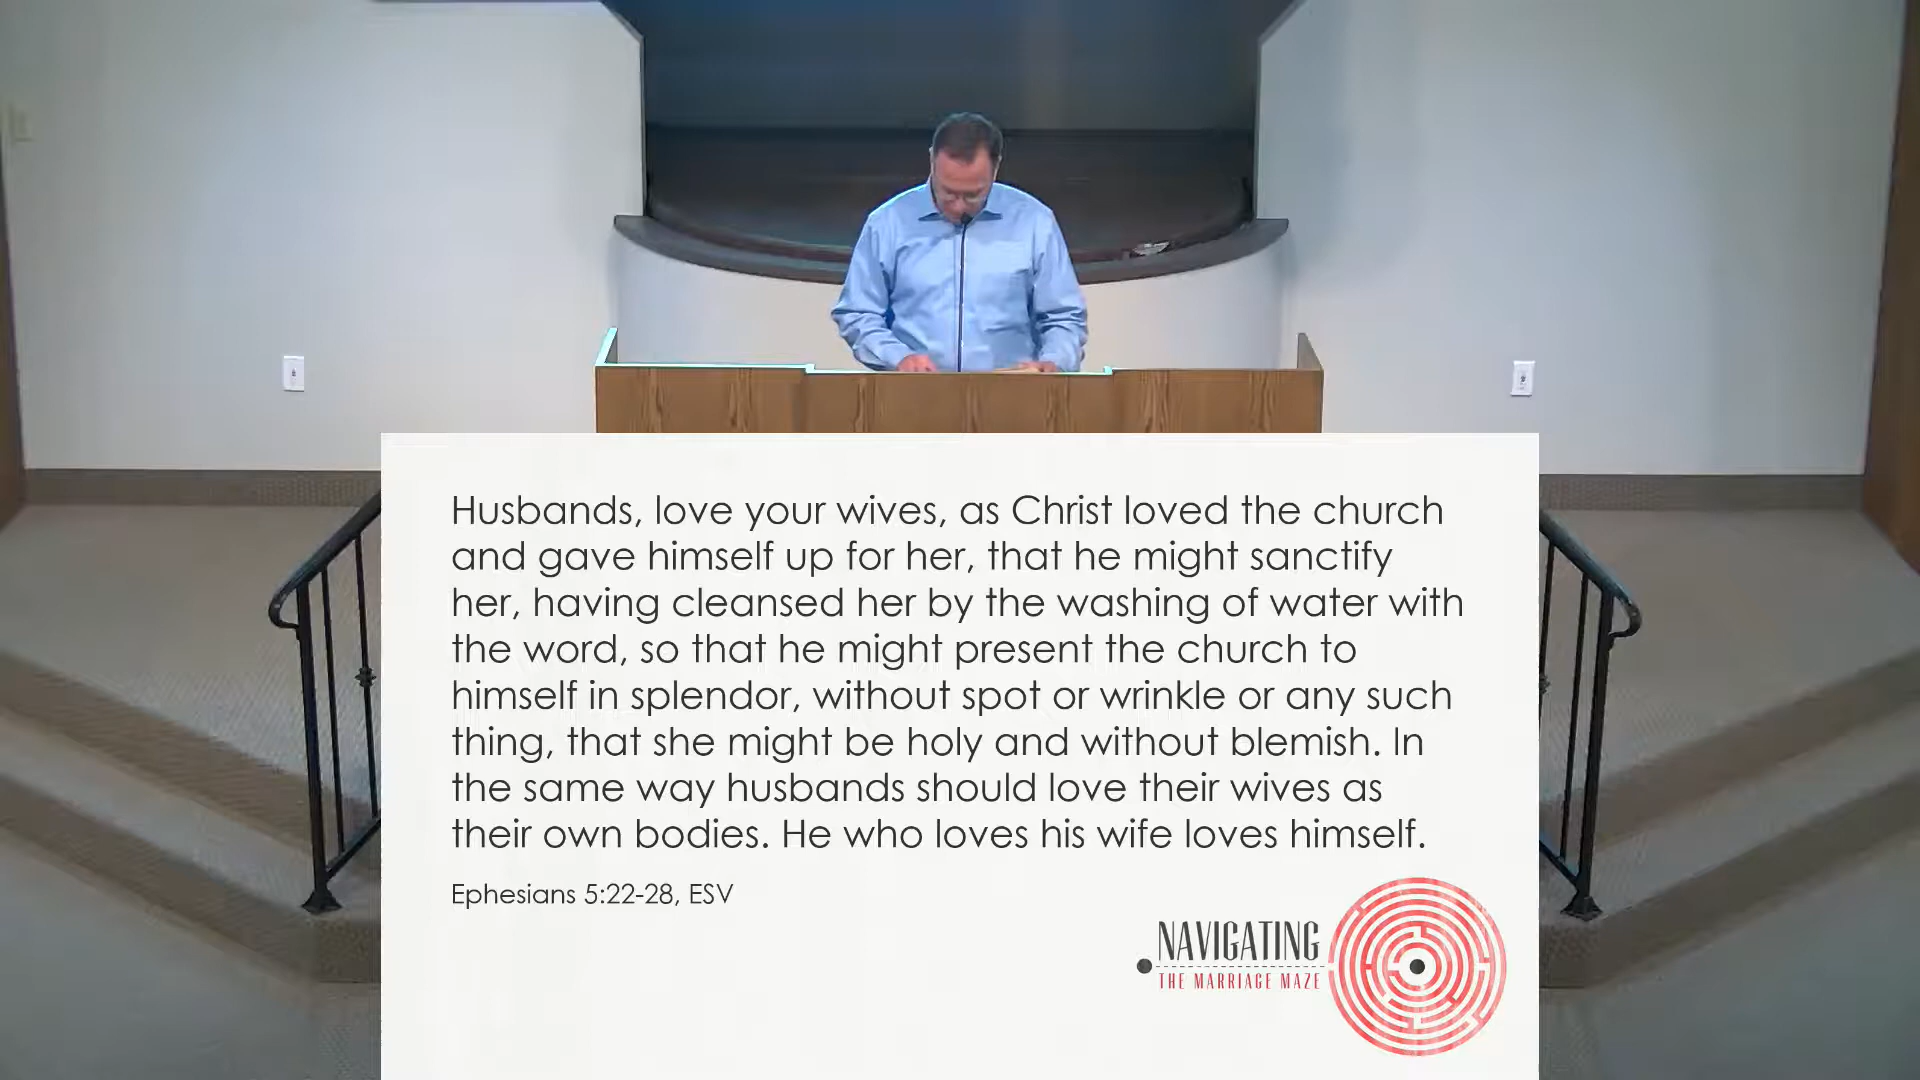 Husbands, love your wives, as Christ loved the church
and gave himself up for her, that he might sanctify
her, having cleansed her by the washing of water with
the word, so that he might present the church to
himself in splendor, without spot or wrinkle or any such
thing, that she might be holy and without blemish. In
the same way husbands should love their wives as
their own bodies. He who loves his wife loves himself.
Ephesians 5:22-28, ESV
NAVIGATING
THE MARRIAGE MAZE